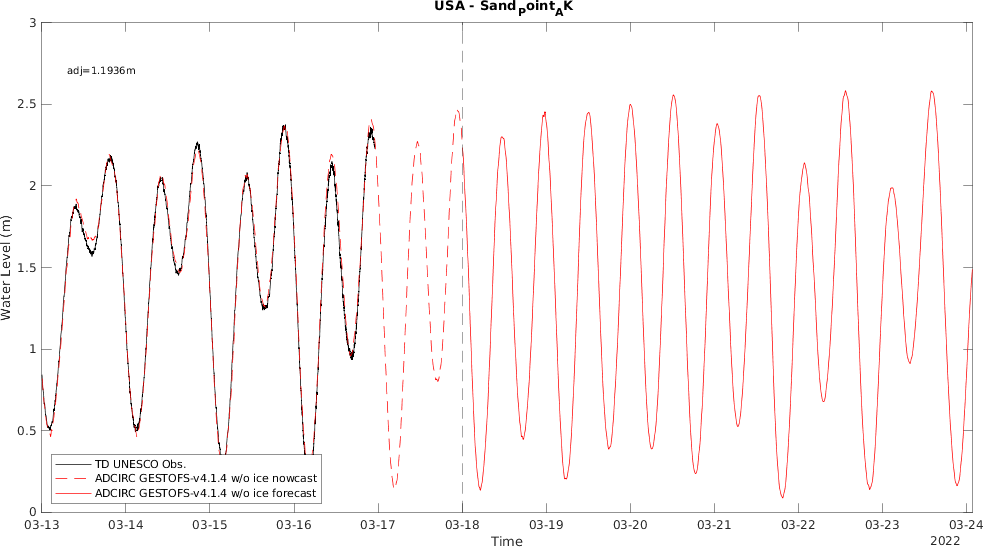 USA - Sand_Point_AK
3
adj=1.1936m
2.5
2
1.5
1
0.5
0
Water Level (m)
TD UNESCO Obs.
ADCIRC GESTOFS-v4.1.4 w/o ice nowcast
ADCIRC GESTOFS-v4.1.4 w/o ice forecast
03-13 03-14 03-15 03-16 03-17 03-18 03-19 03-20 03-21 03-22 03-23 03-24
Time
2022